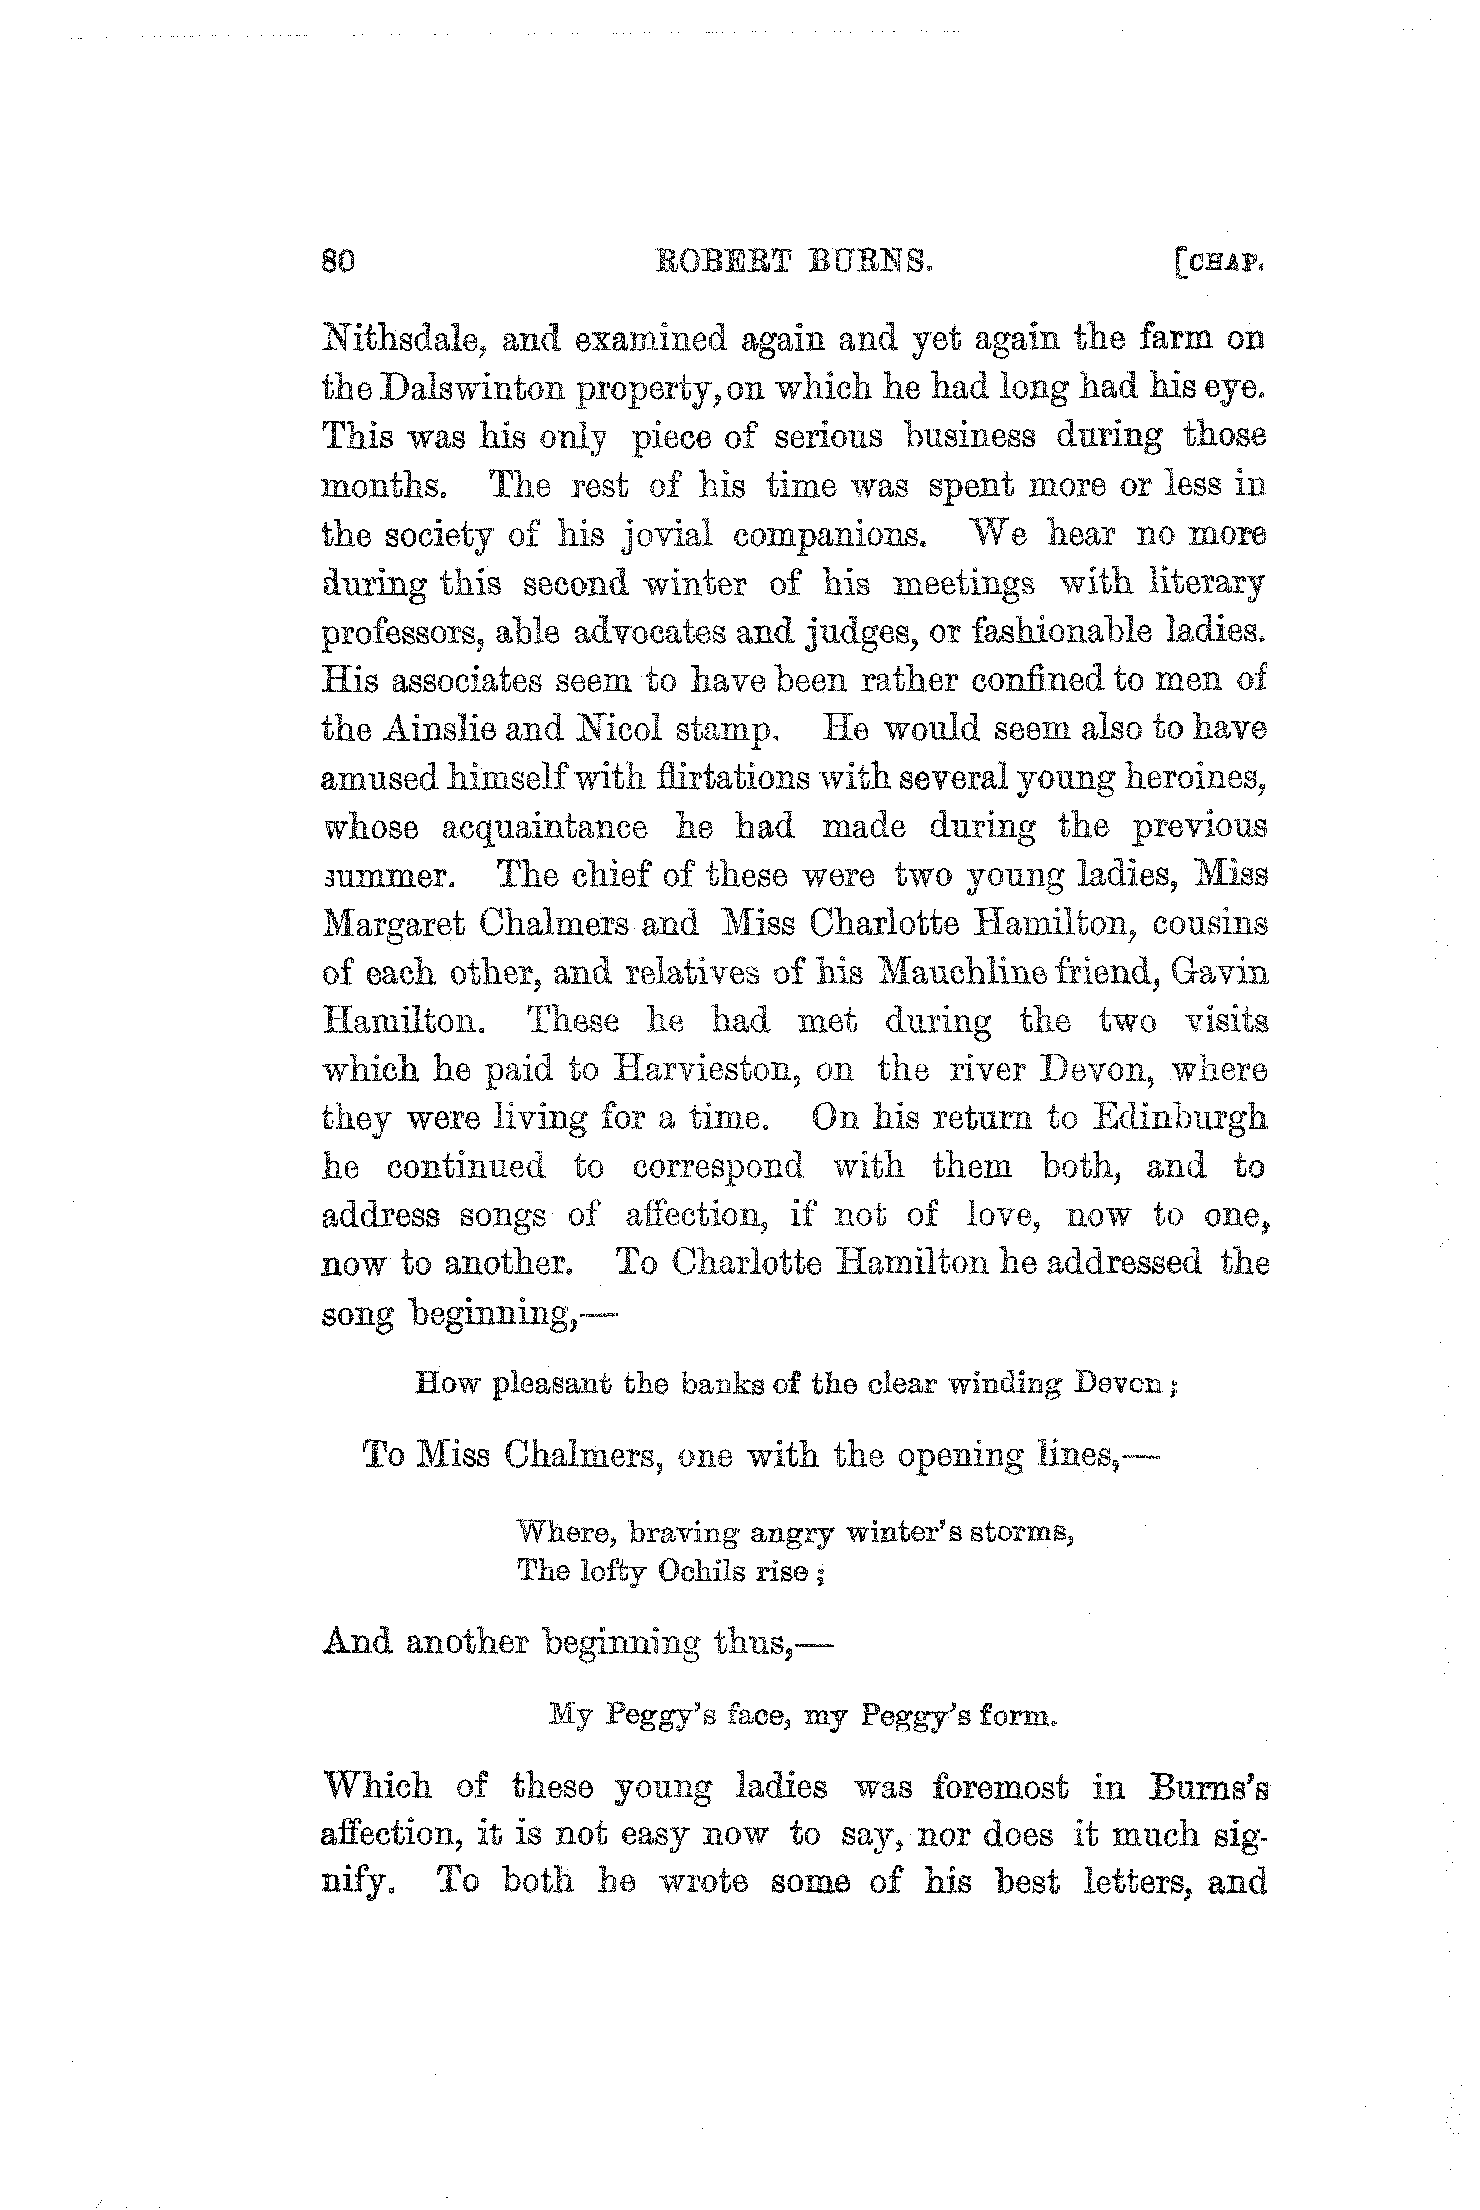 80 ROBERT BURNS. [CHAP.
Nithsdale, and examined again and yet again the farm on
the Dalswinton property, on which he had long had his eye.
This was his only piece of serious business during those
months. The rest of his time was spent more or less in
the society of his jovial companions. We hear no more
during this second winter of his meetings with literary
professors, able advocates and judges, or fashionable ladies.
His associates seem to have been rather confined to men of
the Ainslie and Nicol stamp. He would seem also to have
amused himself with flirtations with several young heroines,
whose acquaintance he had made during the previous
summer. The chief of these were two young ladies, Miss
Margaret Chalmers and Miss Charlotte Hamilton, cousins
of each other, and relatives of his Mauchline friend, Gavin
Hamilton. These he had met during the two visits
which he paid to Harvieston, on the river Devon, where
they were living for a time. On his return to Edinburgh
he continued to correspond with them both, and to
address songs of affection, if not of love, now to one,
now to another. To Charlotte Hamilton he addressed the
song beginning,—
How pleasant the banks of the clear winding Devon;
To Miss Chalmers, one with the opening lines,—
Where, braving angry winter's storms,
The lofty Ochils rise;
And another beginning thus,—
My Peggy's face, my Peggy's form.
Which of these young ladies was foremost in Burns's
affection, it is not easy now to say, nor does it much sig-
nify. To both he wrote some of his best letters, and